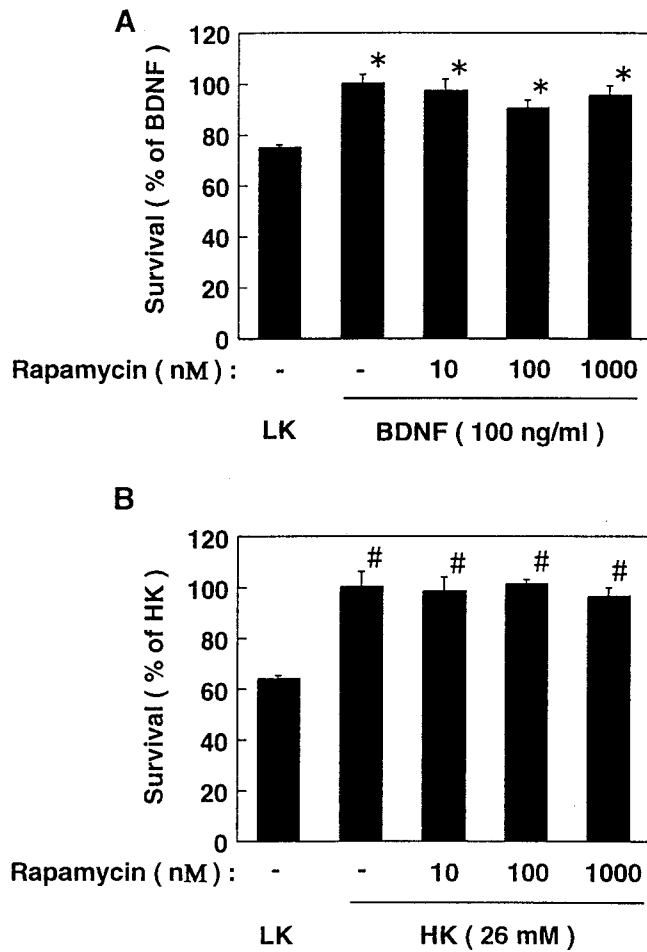 A
Survival ( % of BDNF)
120
100
80
60
40
20
0
* * * *
Rapamycin ( nM ) : - - 10 100 1000
LK BDNF ( 100 ng/ml )
B
Survival ( % of HK)
120
100
80
60
40
20
0
# # # #
Rapamycin ( nM ) : - - 10 100 1000
LK HK ( 26 mM )